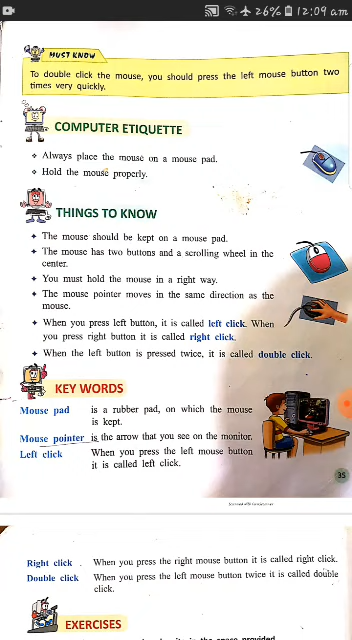 26% 12:09 am
MUST KNOW
To double click the mouse, you should press the left mouse button two
times very quickly.
COMPUTER ETIQUETTE
Always place the mouse on a mouse pad.
Hold the mouse properly.
THINGS TO KNOW
The mouse should be kept on a mouse pad.
The mouse has two buttons and a scrolling wheel in the
center.
You must hold the mouse in a right way.
The mouse pointer moves in the same direction as the
mouse.
When you press left button, it is called left click. When
you press right button it is called right click.
When the left button is pressed twice, it is called double click.
KEY WORDS
Mouse pad is a rubber pad, on which the mouse
is kept.
Mouse pointer is the arrow that you see on the monitor.
Left click When you press the left mouse button
it is called left click.
35
Right click . When you press the right mouse button it is called right click.
Double click When you press the left mouse button twice it is called double
click.
EXERCISES